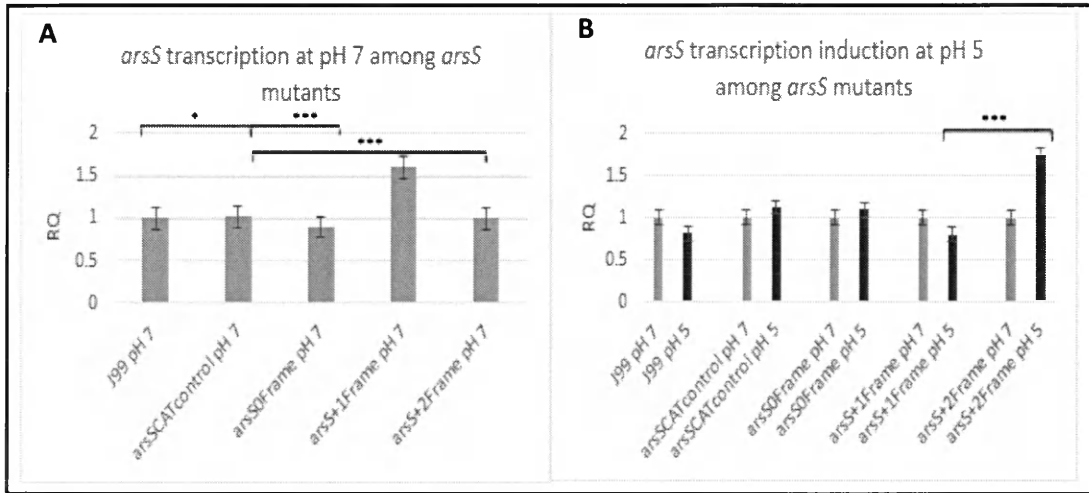 A
arsS transcription at pH 7 among arsS
mutants
*
***
***
2
1.5
1
0.5
0
RQ
J99 pH 7
arsSCATcontrol pH 7
arsS0Frame pH 7
arsS+1Frame pH 7
arsS+2Frame pH 7
B
arsS transcription induction at pH 5
among arsS mutants
***
2
1.5
1
0.5
0
RQ
J99 pH 7
J99 pH 5
arsSCATcontrol pH 7
arsSCATcontrol pH 5
arsS0Frame pH 7
arsS0Frame pH 5
arsS+1Frame pH 7
arsS+1Frame pH 5
arsS+2Frame pH 7
arsS+2Frame pH 5